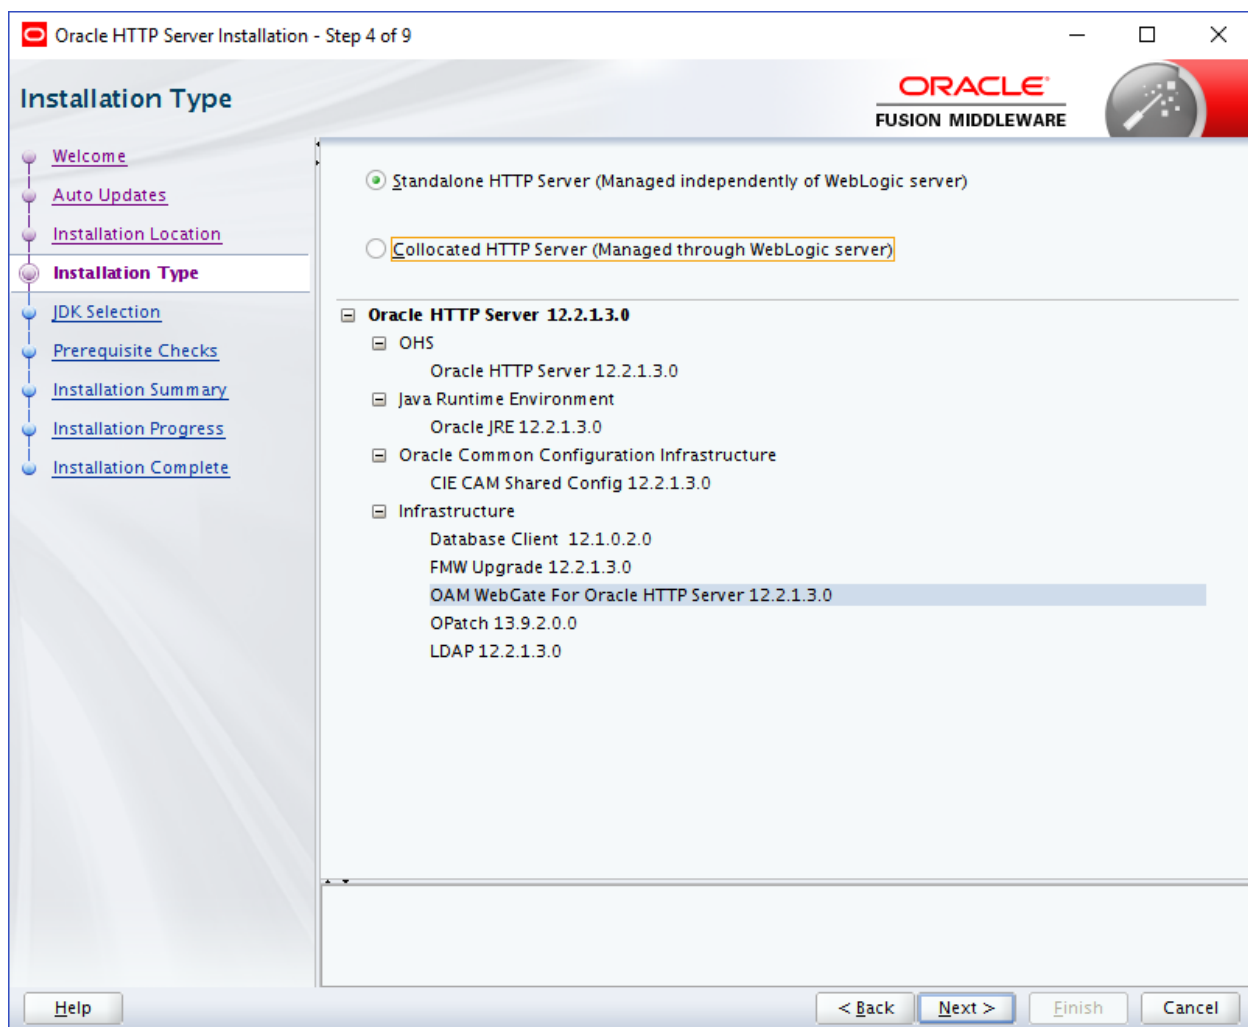 Oracle HTTP Server Installation - Step 4 of 9
Installation Type
ORACLE
FUSION MIDDLEWARE
Welcome
Auto Updates
Installation Location
Installation Type
JDK Selection
Prerequisite Checks
Installation Summary
Installation Progress
Installation Complete
Standalone HTTP Server (Managed independently of WebLogic server)
Collocated HTTP Server (Managed through WebLogic server)
Oracle HTTP Server 12.2.1.3.0
OHS
Oracle HTTP Server 12.2.1.3.0
Java Runtime Environment
Oracle JRE 12.2.1.3.0
Oracle Common Configuration Infrastructure
CIE CAM Shared Config 12.2.1.3.0
Infrastructure
Database Client 12.1.0.2.0
FMW Upgrade 12.2.1.3.0
OAM WebGate For Oracle HTTP Server 12.2.1.3.0
OPatch 13.9.2.0.0
LDAP 12.2.1.3.0
Help
< Back Next > Finish Cancel